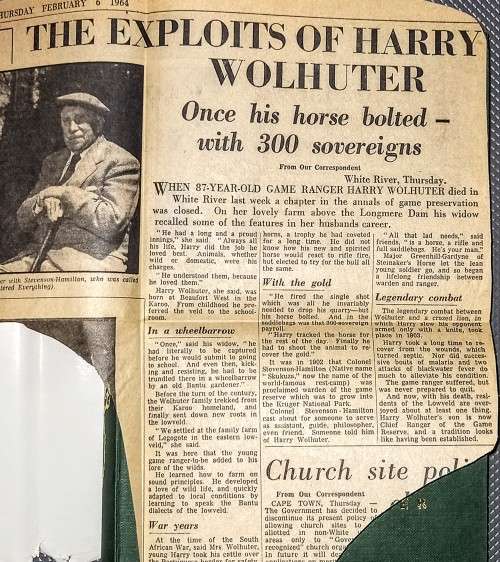 THURSDAY FEBRUARY 6 1964
THE EXPLOITS OF HARRY
WOLHUTER
Once his horse bolted –
with 300 sovereigns
From Our Correspondent
White River, Thursday.
WHEN 87-YEAR-OLD GAME RANGER HARRY WOLHUTER died in
White River last week a chapter in the annals of game preservation
was closed. On her lovely farm above the Longmere Dam his widow
recalled some of the features in her husbands career.
er with Stevenson-Hamilton, who was called
tered Everything)
"He had a long and a proud
innings," she said. "Always all
his life, Harry did the job he
loved best. Animals, whether
wild or domestic, were his
charges.
"He understood them, because
he loved them."
Harry Wolhuter, she said, was
born at Beaufort West in the
Karoo. From childhood he pre-
ferred the veld to the school-
room.
In a wheelbarrow
"Once," said his widow, "he
had literally to be captured
before he would submit to going
to school. And even then, kick-
ing and resisting, he had to be
trundled there in a wheelbarrow
by an old Bantu gardener."
Before the turn of the century,
the Wolhuter family trekked from
their Karoo homeland, and
finally sent down new roots in
the lowveld.
"We settled at the family farm
of Legogote in the eastern low-
veld," she said.
It was here that the young
game ranger-to-be added to his
lore of the wilds.
He learned how to farm on
sound principles. He developed
a love of wild life, and quickly
adapted to local conditions by
learning to speak the Bantu
dialects of the lowveld.
War years
At the time of the South
African War, said Mrs. Wolhuter,
young Harry took his cattle over
horns, a trophy he had coveted
for a long time. He did not
know how his new and spirited
horse would react to rifle fire,
but elected to try the bull all
the same.
With the gold
"He fired the single shot
which was all he invariably
needed to drop his quarry—but
his horse bolted. And in the
saddlebags was that 300-sovereign
"Harry tracked the horse
for the rest of the day. Finally he
had to shoot the animal to re-
cover the gold."
It was in 1902 that Colonel
Stevenson-Hamilton (Native name
"Skukuza," now the name of the
world-famous rest-camp) was
proclaimed warden of the game
reserve which was to grow into
the Kruger National Park.
Colonel Stevenson-Hamilton
cast about for someone to serve
as assistant, guide, philosopher,
even friend. Someone told him
of Harry Wolhuter.
"All that lad needs," said
friends, "is a horse, a rifle and
full saddlebags. He's your man."
Major Greenhill-Gardyne of
Steinaker's Horse let the lean
young soldier go, and so began
a lifelong friendship between
warden and ranger.
Legendary combat
The legendary combat between
Wolhuter and a crused lion, in
which Harry slew his opponent
armed only with a knife, took
place in 1903.
Harry took a long time to re-
cover from the wounds, which
turned septic. Nor did succes-
sive bouts of malaria and two
attacks of blackwater fever do
much to alleviate his condition.
The game ranger suffered, but
was never prepared to quit.
And now, with his death, resi-
dents of the Lowveld are over-
joyed about at least one thing.
Harry Wolhuter's son is now
Chief Ranger of the Game
Reserve, and a tradition looks
like having been established.
Church site
From Our Correspondent
CAPE TOWN, Thursday —
The Government has decided to
discontinue its present policy of
allowing church sites to
allotted in non-White
areas only to "Gove
recognised" church
In future it will